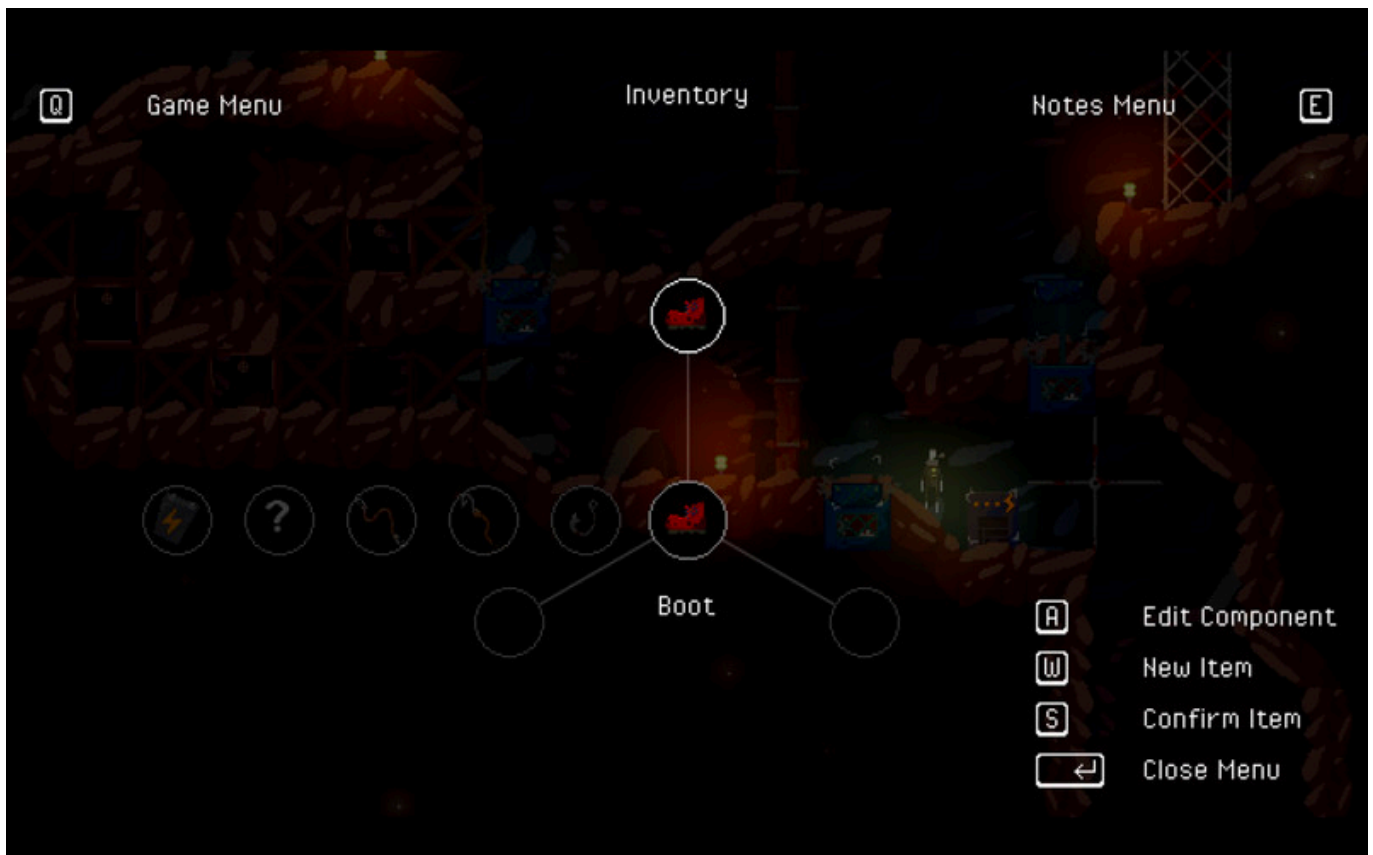 Inventory
Q Game Menu
Notes Menu E
?
Boot
A Edit Component
W New Item
S Confirm Item
Close Menu